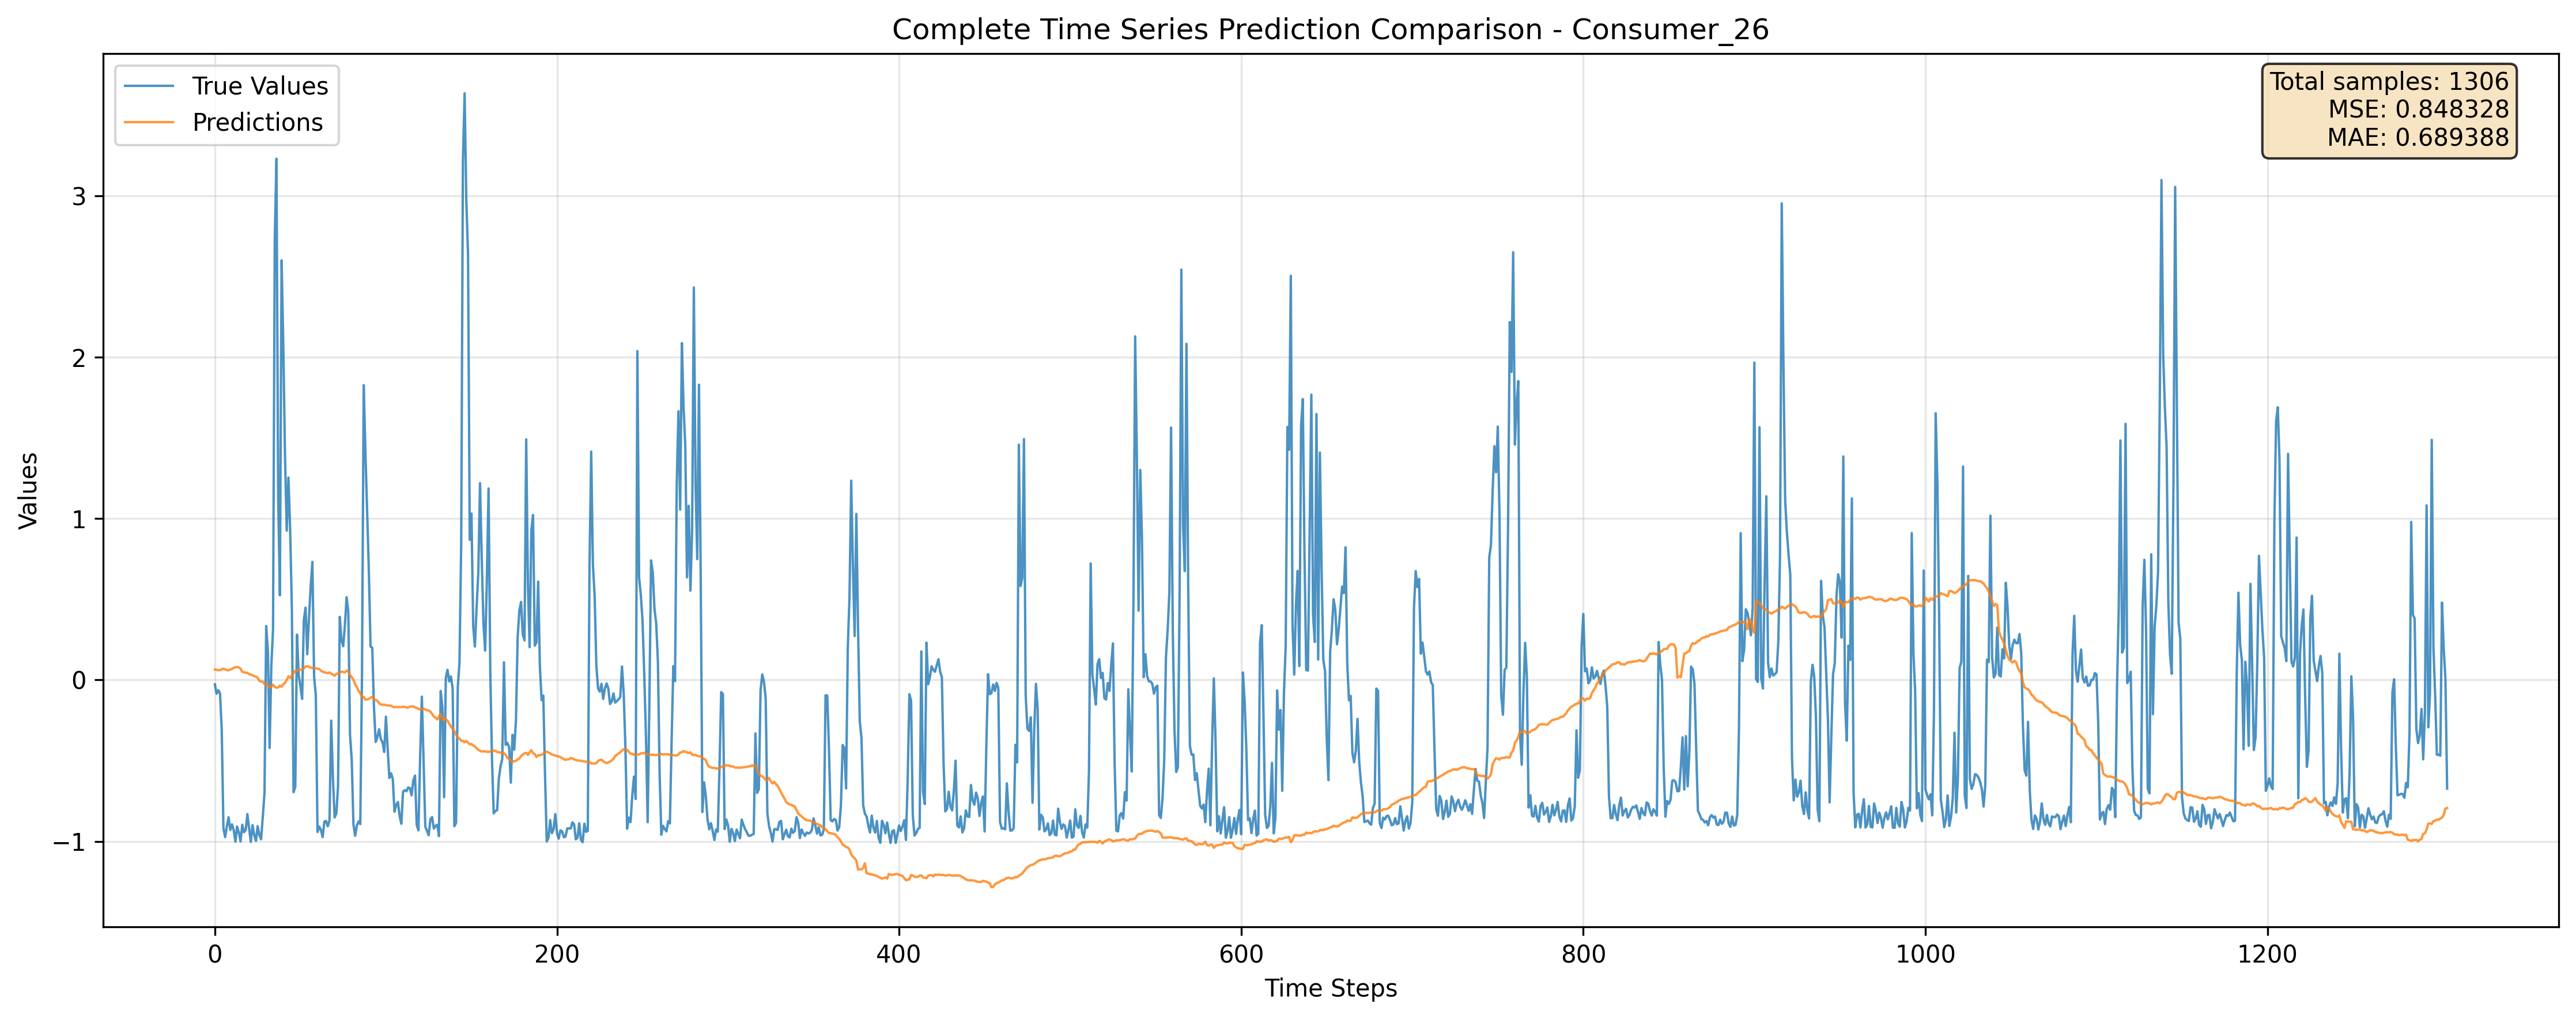 Complete Time Series Prediction Comparison - Consumer_26
True Values
Predictions
Total samples: 1306
MSE: 0.848328
MAE: 0.689388
Values
3
2
1
0
−1
0
200
400
600
800
1000
1200
Time Steps